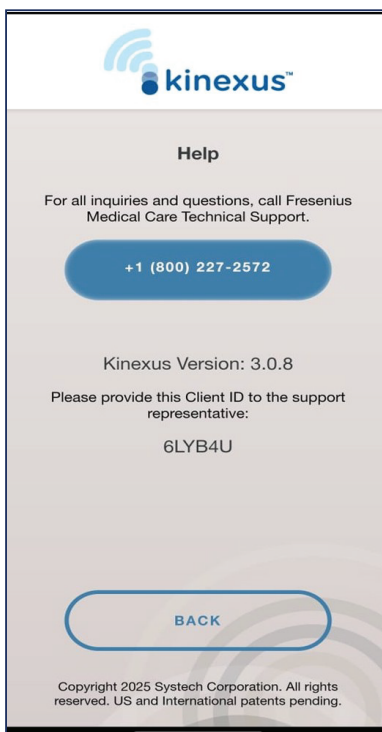 kinexus™
Help
For all inquiries and questions, call Fresenius
Medical Care Technical Support.
+1 (800) 227-2572
Kinexus Version: 3.0.8
Please provide this Client ID to the support
representative:
6LYB4U
BACK
Copyright 2025 Systech Corporation. All rights
reserved. US and International patents pending.